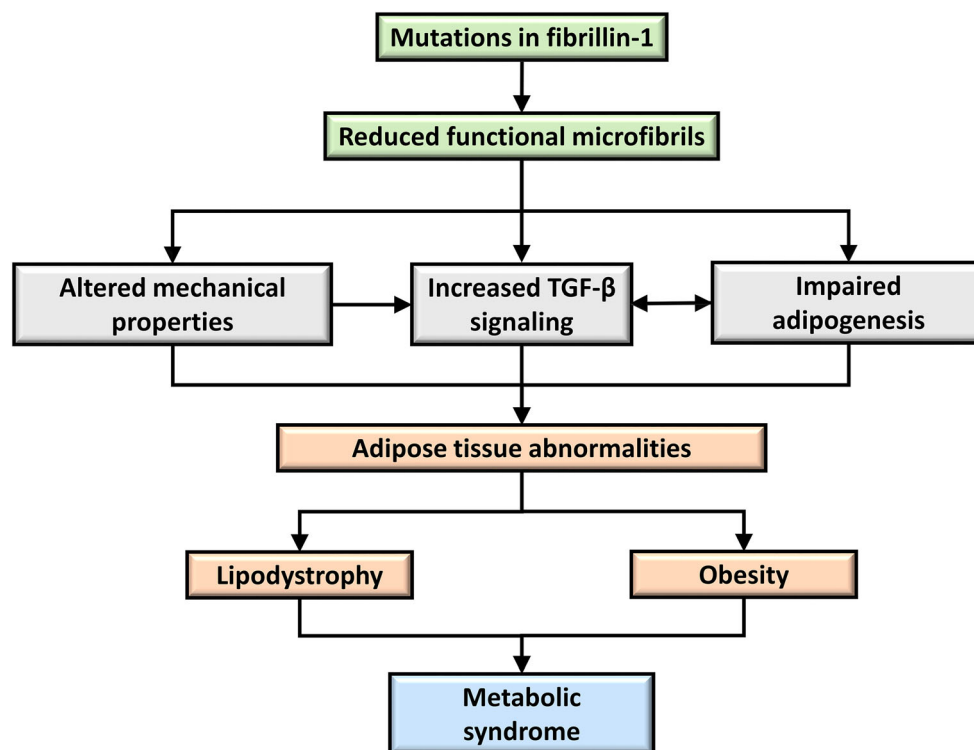 Mutations in fibrillin-1
Reduced functional microfibrils
Altered mechanical
properties
Increased TGF-β
signaling
Impaired
adipogenesis
Adipose tissue abnormalities
Lipodystrophy
Obesity
Metabolic
syndrome